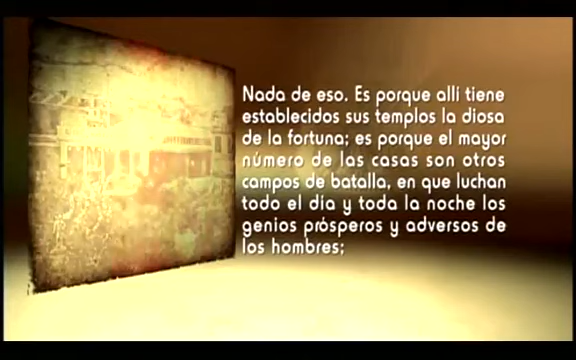 Nada de eso. Es porque alli tiene
establecidos sus templos la diosa
de la fortuna; es porque el mayor
número de las casas son otros
campos de batalla, en que luchan
todo el dia y toda la noche los
genios prósperos y adversos de
los hombres;